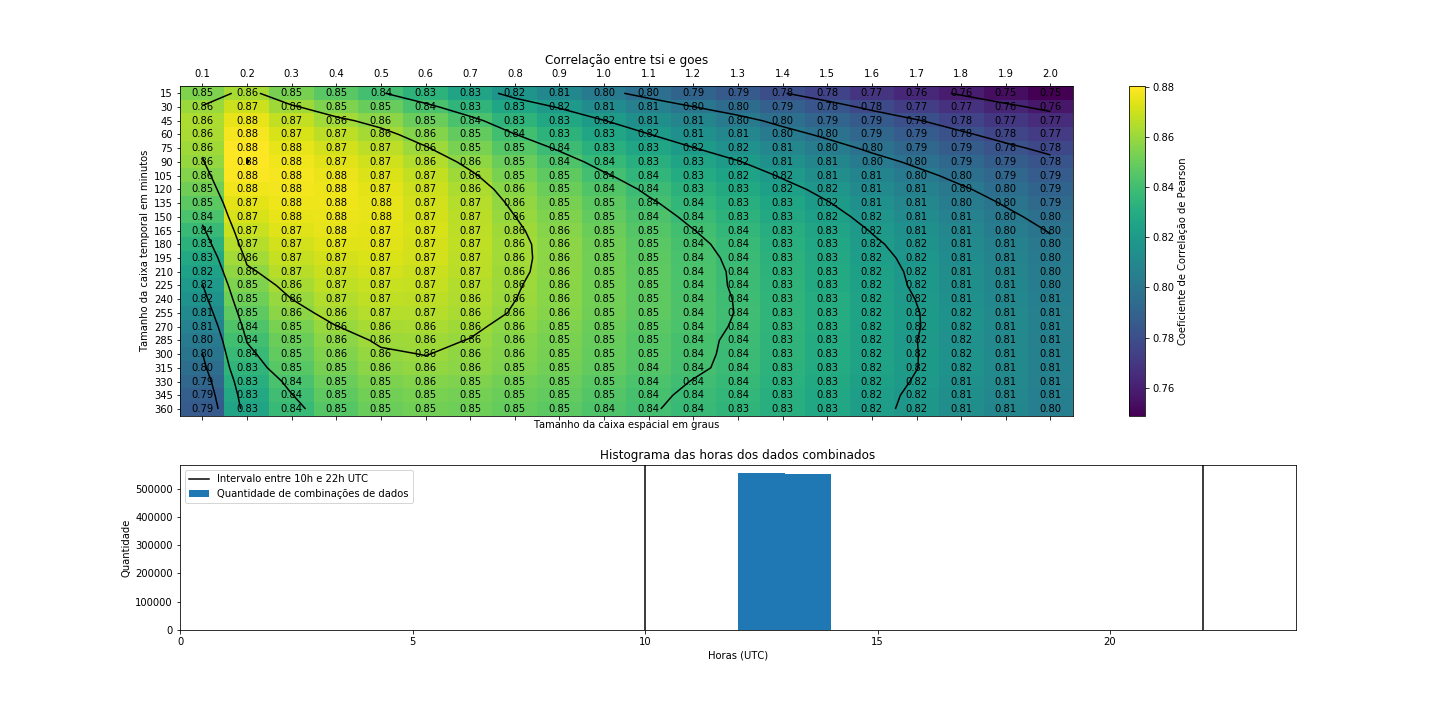 Correlação entre tsi e goes
0.1 0.2 0.3 0.4 0.5 0.6 0.7 0.8 0.9 1.0 1.1 1.2 1.3 1.4 1.5 1.6 1.7 1.8 1.9 2.0
15 0.85 0.86 0.85 0.85 0.84 0.83 0.83 0.82 0.81 0.80 0.80 0.79 0.79 0.78 0.78 0.77 0.76 0.76 0.75 0.75
30 0.86 0.87 0.86 0.85 0.85 0.84 0.83 0.83 0.82 0.81 0.81 0.80 0.80 0.79 0.78 0.78 0.77 0.77 0.76 0.76
45 0.86 0.88 0.87 0.86 0.86 0.85 0.84 0.84 0.83 0.82 0.81 0.81 0.80 0.80 0.79 0.79 0.78 0.78 0.77 0.77
60 0.86 0.88 0.87 0.87 0.86 0.86 0.85 0.84 0.83 0.83 0.82 0.81 0.81 0.80 0.80 0.79 0.79 0.78 0.78 0.77
75 0.86 0.88 0.88 0.87 0.87 0.86 0.85 0.85 0.84 0.83 0.83 0.82 0.82 0.81 0.80 0.80 0.79 0.79 0.78 0.78
90 0.86 0.88 0.88 0.87 0.87 0.86 0.86 0.85 0.84 0.84 0.83 0.83 0.82 0.81 0.81 0.80 0.80 0.79 0.79 0.78
105 0.86 0.88 0.88 0.88 0.87 0.87 0.86 0.85 0.85 0.84 0.84 0.83 0.82 0.82 0.81 0.81 0.80 0.80 0.79 0.79
120 0.85 0.88 0.88 0.88 0.87 0.87 0.86 0.86 0.85 0.84 0.84 0.83 0.83 0.82 0.82 0.81 0.81 0.80 0.80 0.79
135 0.85 0.87 0.88 0.88 0.88 0.87 0.87 0.86 0.85 0.85 0.84 0.84 0.83 0.83 0.82 0.81 0.81 0.80 0.80 0.79
150 0.84 0.87 0.88 0.88 0.88 0.87 0.87 0.86 0.85 0.85 0.84 0.84 0.83 0.83 0.82 0.82 0.81 0.81 0.80 0.80
165 0.84 0.87 0.87 0.88 0.87 0.87 0.87 0.86 0.86 0.85 0.85 0.84 0.83 0.83 0.82 0.82 0.81 0.81 0.80 0.80
180 0.83 0.87 0.87 0.87 0.87 0.87 0.87 0.86 0.86 0.85 0.85 0.84 0.84 0.83 0.83 0.82 0.82 0.81 0.81 0.80
195 0.83 0.86 0.87 0.87 0.87 0.87 0.87 0.86 0.86 0.85 0.85 0.84 0.84 0.83 0.83 0.82 0.82 0.81 0.81 0.80
210 0.82 0.86 0.87 0.87 0.87 0.87 0.87 0.86 0.86 0.85 0.85 0.84 0.84 0.83 0.83 0.82 0.82 0.81 0.81 0.80
225 0.82 0.85 0.86 0.87 0.87 0.87 0.86 0.86 0.86 0.85 0.85 0.84 0.84 0.83 0.83 0.82 0.82 0.81 0.81 0.80
240 0.82 0.85 0.86 0.87 0.87 0.87 0.86 0.86 0.86 0.85 0.85 0.84 0.84 0.83 0.83 0.82 0.82 0.81 0.81 0.81
255 0.81 0.85 0.86 0.87 0.87 0.87 0.86 0.86 0.85 0.85 0.85 0.84 0.84 0.83 0.83 0.82 0.82 0.81 0.81 0.81
270 0.81 0.84 0.85 0.86 0.86 0.86 0.86 0.86 0.85 0.85 0.85 0.84 0.84 0.83 0.83 0.82 0.82 0.82 0.81 0.81
285 0.80 0.84 0.85 0.86 0.86 0.86 0.86 0.86 0.85 0.85 0.85 0.84 0.84 0.83 0.83 0.82 0.82 0.82 0.81 0.81
300 0.80 0.84 0.85 0.86 0.86 0.86 0.86 0.86 0.85 0.85 0.84 0.84 0.84 0.83 0.83 0.82 0.82 0.82 0.81 0.81
315 0.80 0.83 0.84 0.85 0.86 0.86 0.86 0.85 0.85 0.85 0.84 0.84 0.84 0.83 0.83 0.82 0.82 0.82 0.81 0.81
330 0.79 0.83 0.84 0.85 0.85 0.86 0.86 0.85 0.85 0.85 0.84 0.84 0.84 0.83 0.83 0.82 0.82 0.81 0.81 0.81
345 0.79 0.83 0.84 0.85 0.85 0.85 0.85 0.85 0.85 0.84 0.84 0.84 0.83 0.83 0.83 0.82 0.82 0.81 0.81 0.81
360 0.79 0.83 0.84 0.85 0.85 0.85 0.85 0.85 0.85 0.84 0.84 0.84 0.83 0.83 0.83 0.82 0.82 0.81 0.81 0.80
Tamanho da caixa temporal em minutos
Tamanho da caixa espacial em graus
0.88
0.86
0.84
0.82
0.80
0.78
0.76
Coeficiente de Correlação de Pearson
Histograma das horas dos dados combinados
Intervalo entre 10h e 22h UTC
Quantidade de combinações de dados
500000
400000
300000
200000
100000
0
Quantidade
0 5 10 15 20
Horas (UTC)